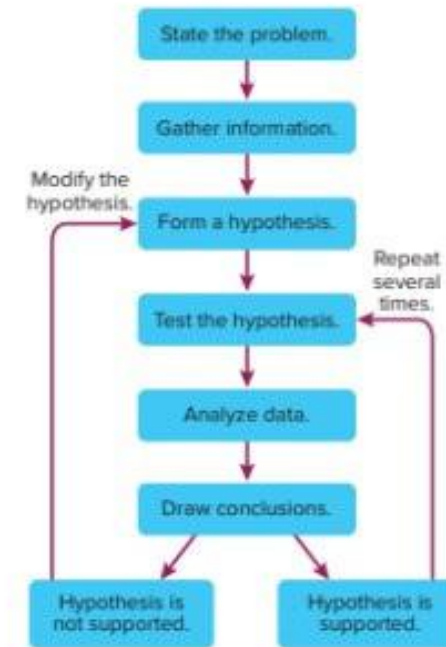 State the problem.
Gather information.
Modify the
hypothesis.
Form a hypothesis.
Repeat
several
times.
Test the hypothesis.
Analyze data.
Draw conclusions.
Hypothesis is
not supported.
Hypothesis is
supported.